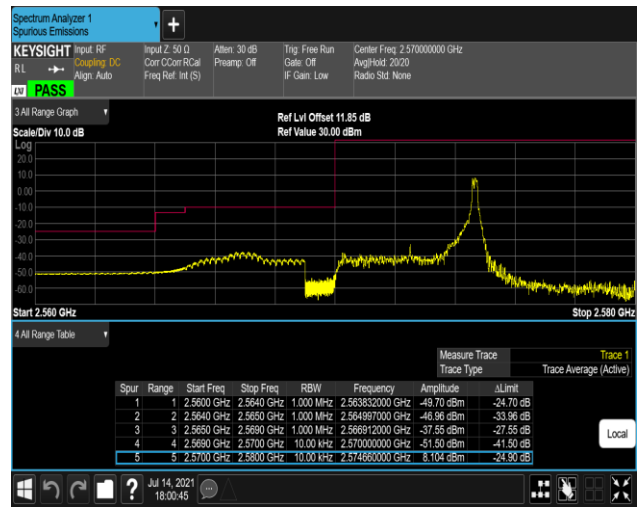 Spectrum Analyzer 1
Spurious Emissions
+
KEYSIGHT Input: RF Input Z: 50 Ω Atten: 30 dB Trig: Free Run Center Freq: 2.570000000 GHz
RL Coupling: DC Corr CCorr RCal Preamp: Off Gate: Off Avg|Hold: 20/20
Align: Auto Freq Ref: Int (S) IF Gain: Low Radio Std: None
LXI PASS
3 All Range Graph
Ref Lvl Offset 11.85 dB
Scale/Div 10.0 dB Ref Value 30.00 dBm
Log
20.0
10.0
0.00
-10.0
-20.0
-30.0
-40.0
-50.0
-60.0
Start 2.560 GHz Stop 2.580 GHz
4 All Range Table
Measure Trace Trace 1
Trace Type Trace Average (Active)
Spur Range Start Freq Stop Freq RBW Frequency Amplitude ΔLimit
1 1 2.5600 GHz 2.5640 GHz 1.000 MHz 2.563832000 GHz -49.70 dBm -24.70 dB
2 2 2.5640 GHz 2.5650 GHz 1.000 MHz 2.564997000 GHz -46.96 dBm -33.96 dB
3 3 2.5650 GHz 2.5690 GHz 1.000 MHz 2.566912000 GHz -37.55 dBm -27.55 dB
4 4 2.5690 GHz 2.5700 GHz 10.00 kHz 2.570000000 GHz -51.50 dBm -41.50 dB
5 5 2.5700 GHz 2.5800 GHz 10.00 kHz 2.574660000 GHz 8.104 dBm -24.90 dB
Local
? Jul 14, 2021
18:00:45